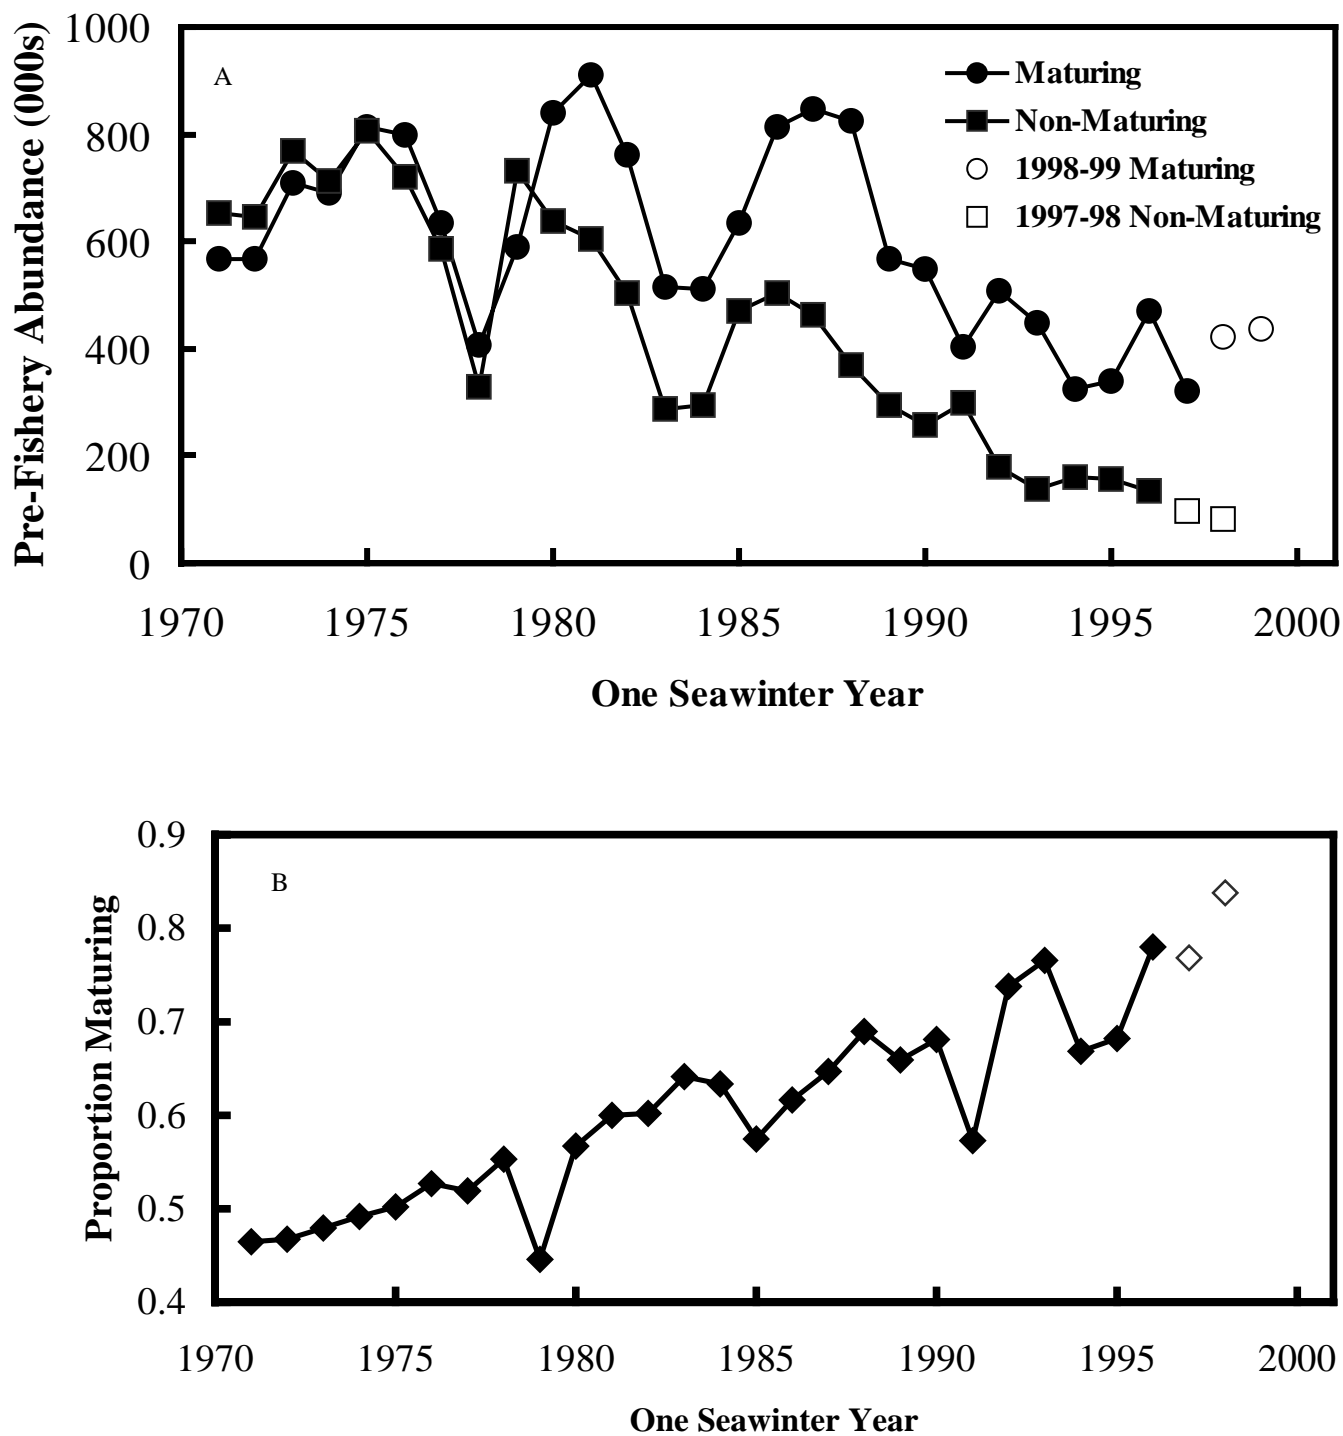 Pre-Fishery Abundance (000s)
1000
800
600
400
200
0
A
Maturing
Non-Maturing
1998-99 Maturing
1997-98 Non-Maturing
1970 1975 1980 1985 1990 1995 2000
One Seawinter Year
Proportion Maturing
0.9
0.8
0.7
0.6
0.5
0.4
B
1970 1975 1980 1985 1990 1995 2000
One Seawinter Year